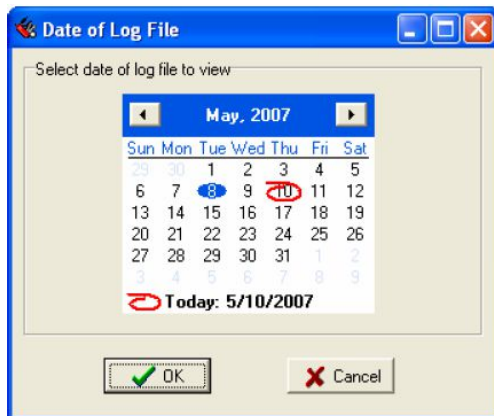 Date of Log File
Select date of log file to view
May, 2007
Sun Mon Tue Wed Thu Fri Sat
29 30 1 2 3 4 5
6 7 8 9 10 11 12
13 14 15 16 17 18 19
20 21 22 23 24 25 26
27 28 29 30 31 1 2
3 4 5 6 7 8 9
Today: 5/10/2007
OK Cancel